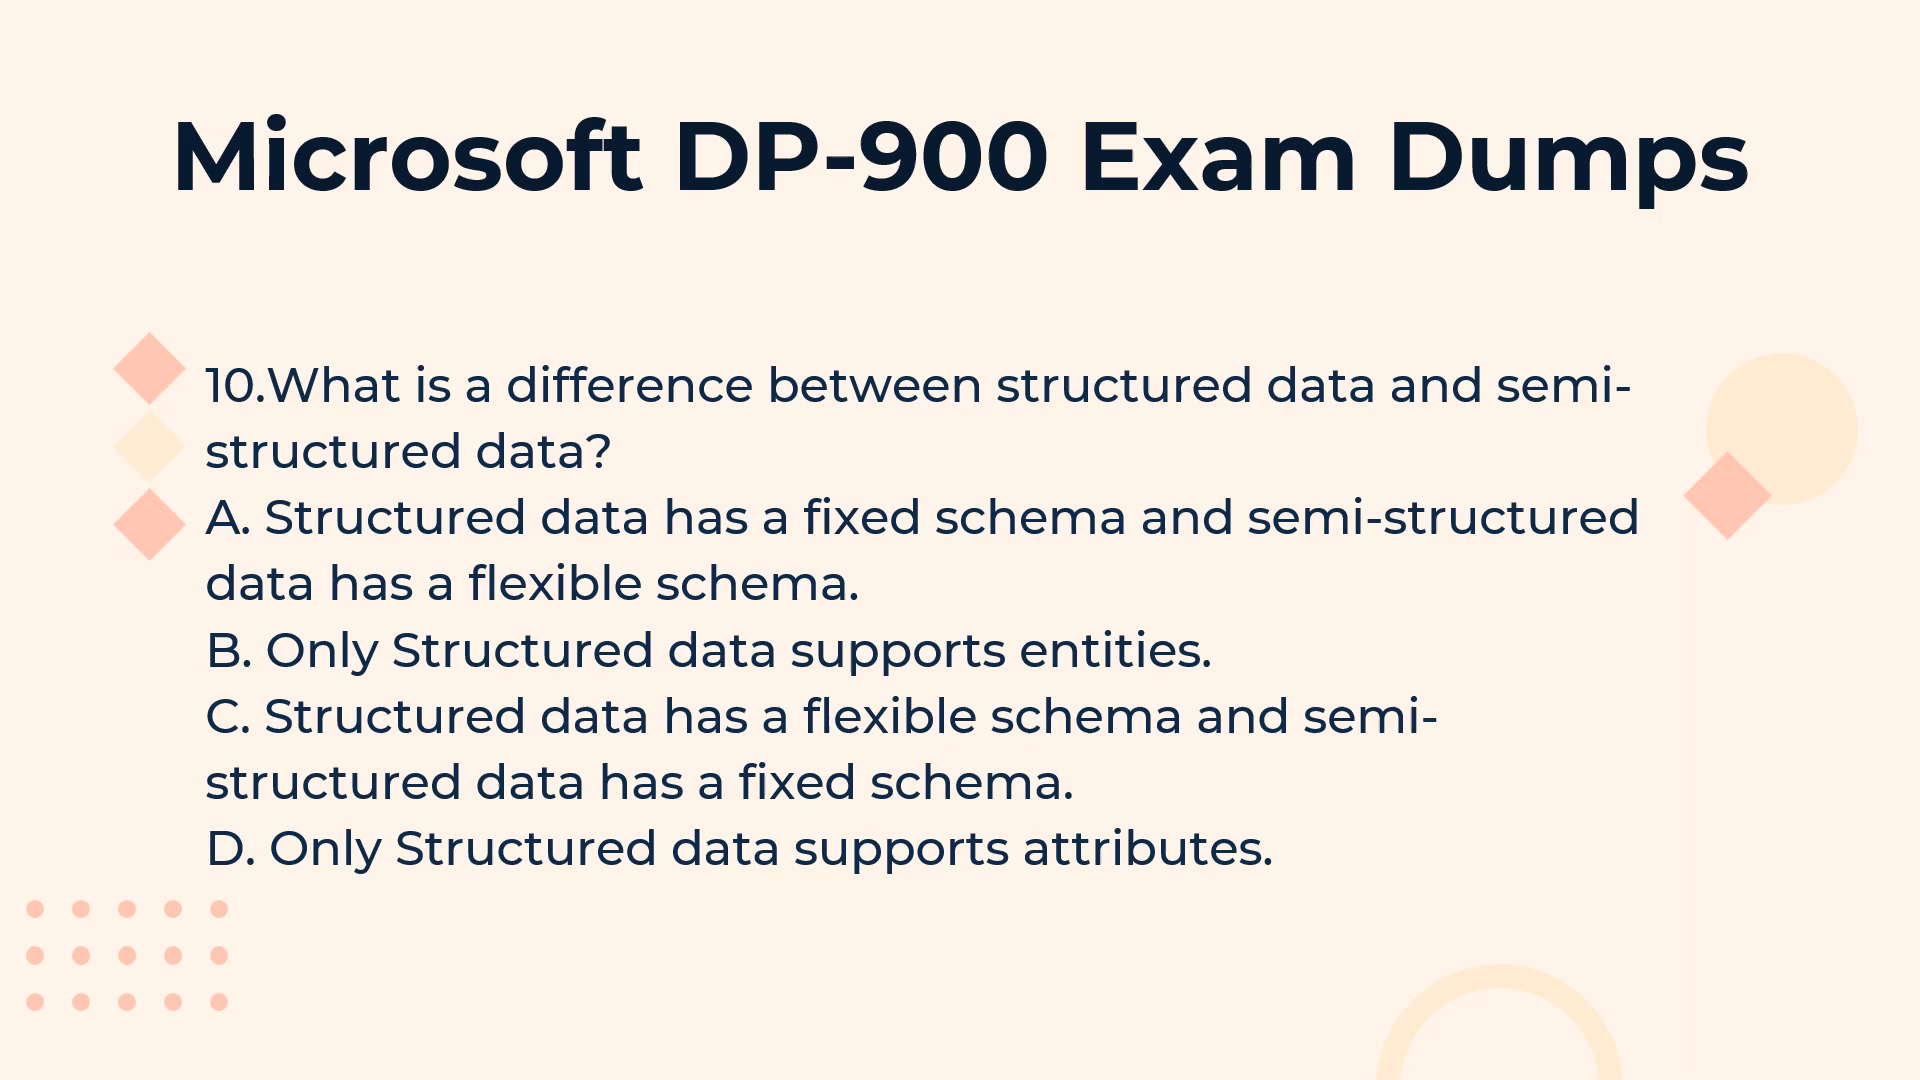 Microsoft DP-900 Exam Dumps
10.What is a difference between structured data and semi-
structured data?
A. Structured data has a fixed schema and semi-structured
data has a flexible schema.
B. Only Structured data supports entities.
C. Structured data has a flexible schema and semi-
structured data has a fixed schema.
D. Only Structured data supports attributes.